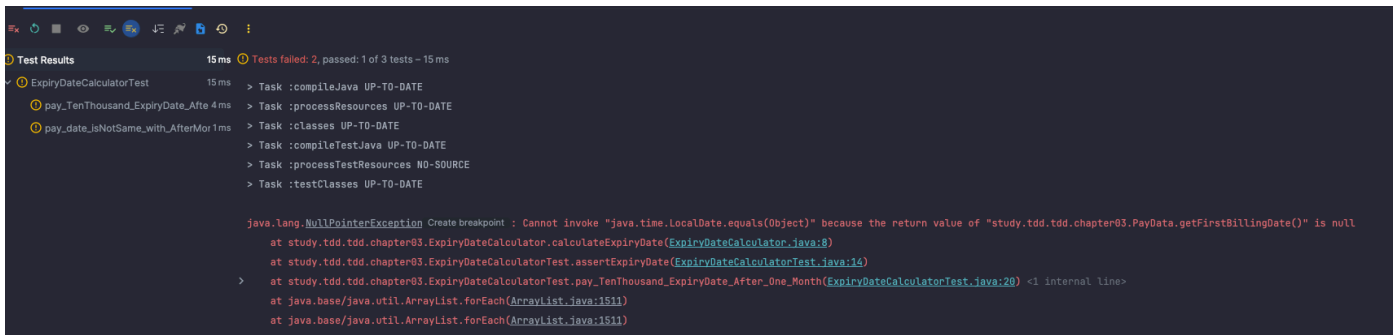 Test Results 15 ms
Tests failed: 2, passed: 1 of 3 tests – 15 ms
ExpiryDateCalculatorTest 15 ms
pay_TenThousand_ExpiryDate_Afte 4 ms
pay_date_isNotSame_with_AfterMor 1 ms
> Task :compileJava UP-TO-DATE
> Task :processResources UP-TO-DATE
> Task :classes UP-TO-DATE
> Task :compileTestJava UP-TO-DATE
> Task :processTestResources NO-SOURCE
> Task :testClasses UP-TO-DATE
java.lang.NullPointerException Create breakpoint : Cannot invoke "java.time.LocalDate.equals(Object)" because the return value of "study.tdd.tdd.chapter03.PayData.getFirstBillingDate()" is null
at study.tdd.tdd.chapter03.ExpiryDateCalculator.calculateExpiryDate(ExpiryDateCalculator.java:8)
at study.tdd.tdd.chapter03.ExpiryDateCalculatorTest.assertExpiryDate(ExpiryDateCalculatorTest.java:14)
at study.tdd.tdd.chapter03.ExpiryDateCalculatorTest.pay_TenThousand_ExpiryDate_After_One_Month(ExpiryDateCalculatorTest.java:20) <1 internal line>
at java.base/java.util.ArrayList.forEach(ArrayList.java:1511)
at java.base/java.util.ArrayList.forEach(ArrayList.java:1511)